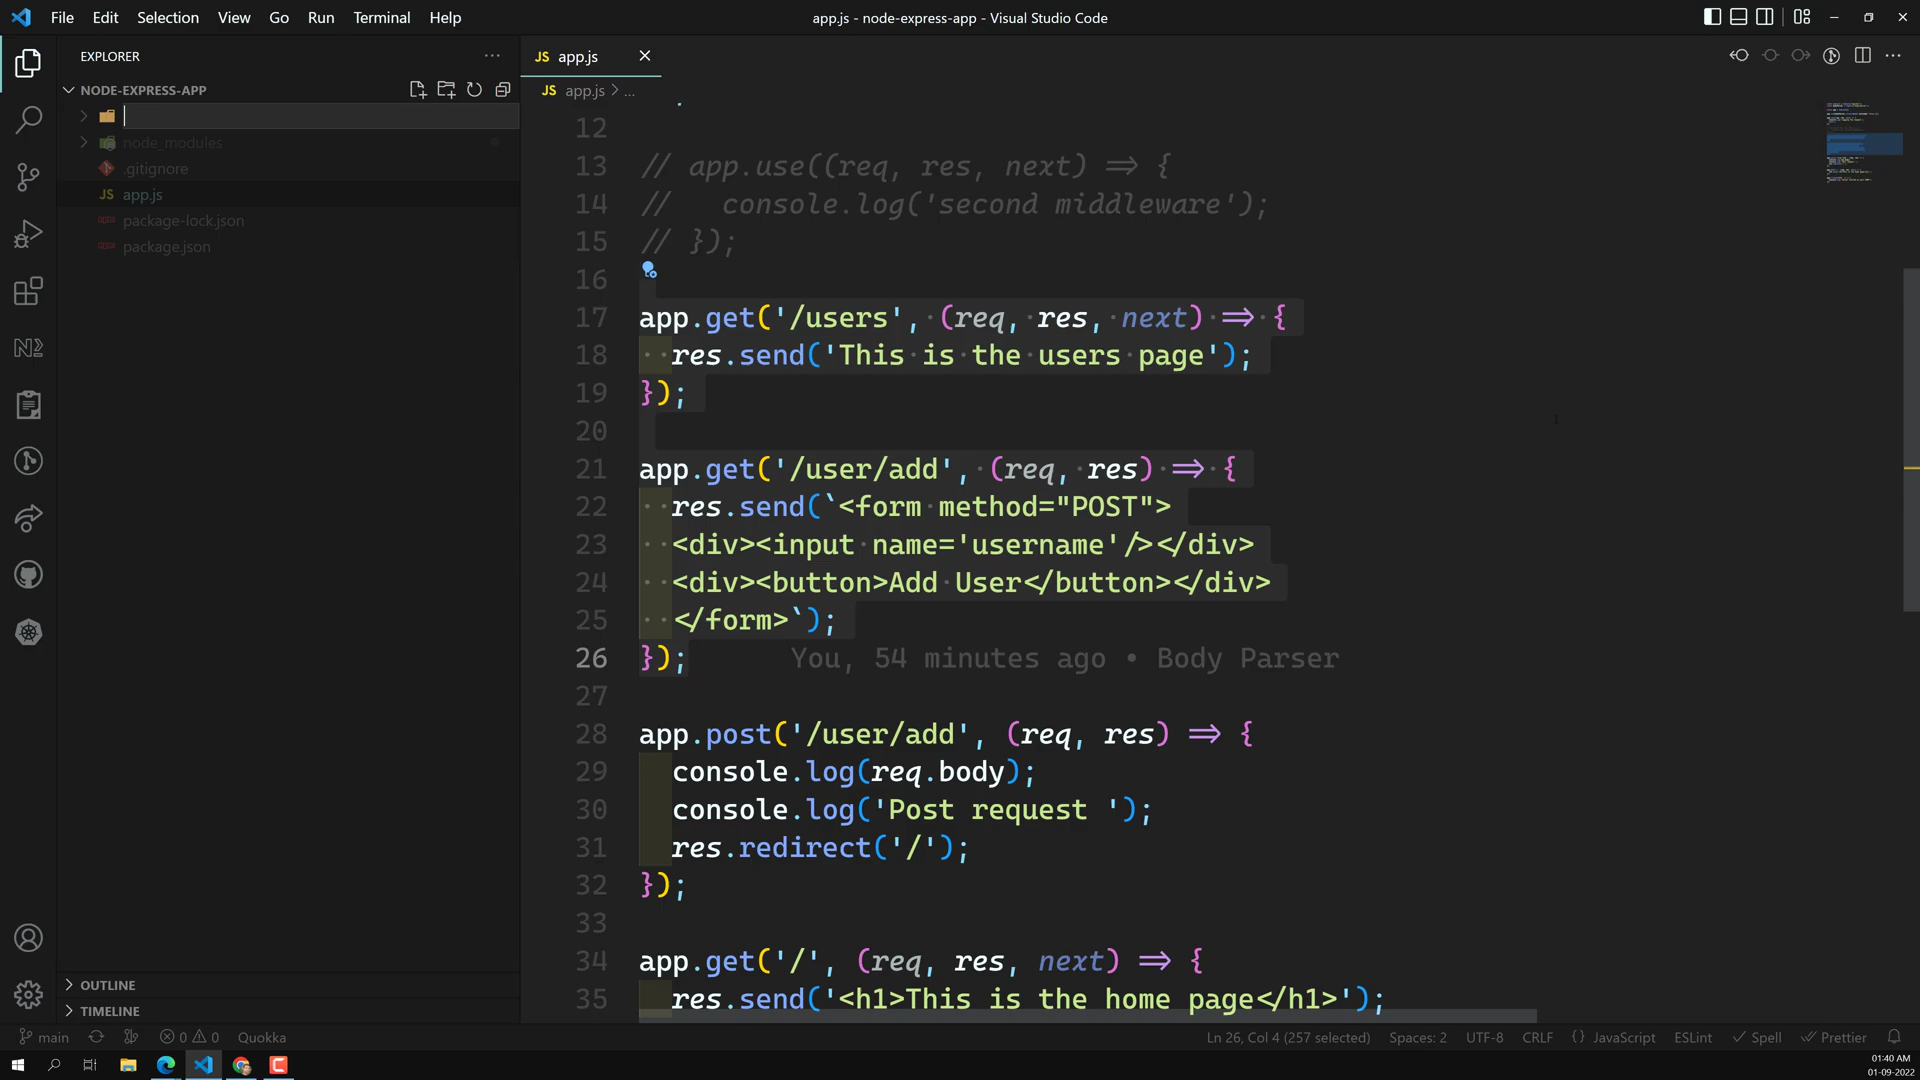 File Edit Selection View Go Run Terminal Help
app.js - node-express-app - Visual Studio Code
EXPLORER
NODE-EXPRESS-APP
node_modules
.gitignore
JS app.js
package-lock.json
package.json
OUTLINE
TIMELINE
JS app.js
JS app.js > ...
12
13 // app.use((req, res, next) => {
14 //   console.log('second middleware');
15 // });
16
17 app.get('/users', (req, res, next) => {
18   res.send('This is the users page');
19 });
20
21 app.get('/user/add', (req, res) => {
22   res.send(`<form method="POST">
23   <div><input name='username'/></div>
24   <div><button>Add User</button></div>
25   </form>`);
26 }); You, 54 minutes ago • Body Parser
27
28 app.post('/user/add', (req, res) => {
29   console.log(req.body);
30   console.log('Post request ');
31   res.redirect('/');
32 });
33
34 app.get('/', (req, res, next) => {
35   res.send('<h1>This is the home page</h1>');
main 0 0 Quokka Ln 26, Col 4 (257 selected) Spaces: 2 UTF-8 CRLF {} JavaScript ESLint Spell Prettier
01:40 AM
01-09-2022